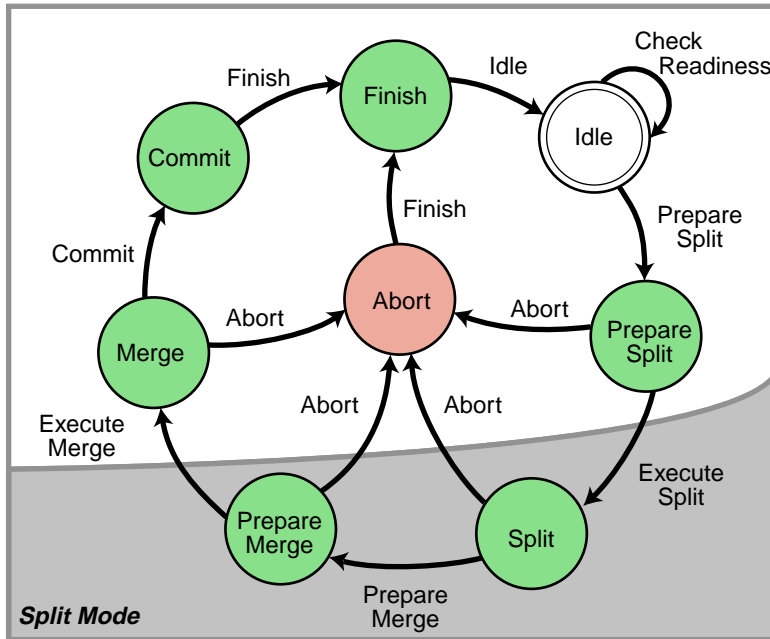 Check
Readiness
Finish
Idle
Finish
Idle
Commit
Finish
Prepare
Split
Commit
Abort
Abort
Abort
Prepare
Split
Merge
Abort
Abort
Execute
Merge
Execute
Split
Prepare
Merge
Split
Prepare
Merge
Split Mode